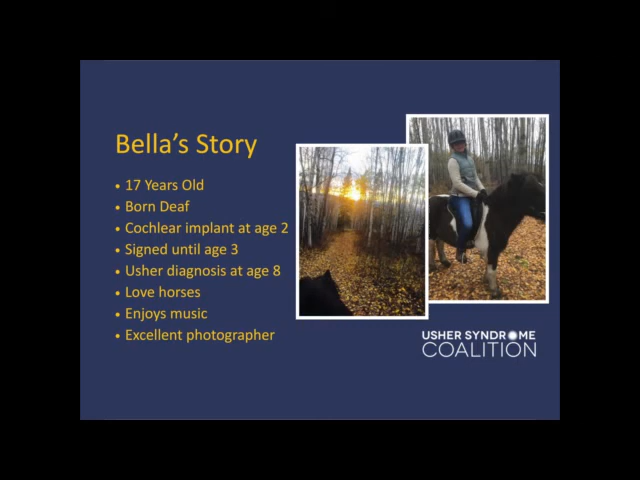 Bella's Story
• 17 Years Old
• Born Deaf
• Cochlear implant at age 2
• Signed until age 3
• Usher diagnosis at age 8
• Love horses
• Enjoys music
• Excellent photographer
USHER SYNDROME
COALITION